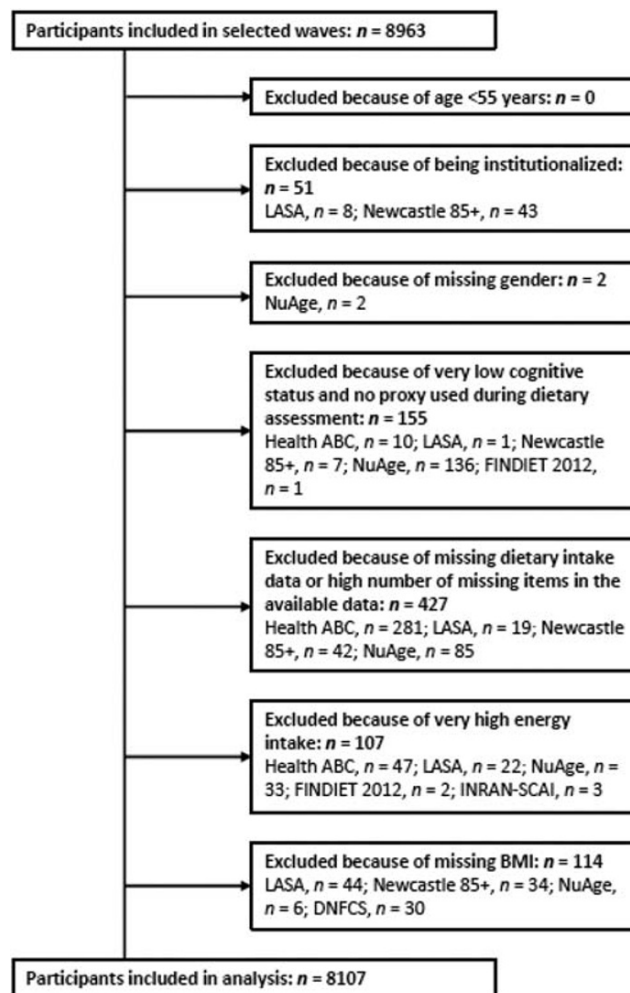 Participants included in selected waves: n = 8963
Excluded because of age <55 years: n = 0
Excluded because of being institutionalized:
n = 51
LASA, n = 8; Newcastle 85+, n = 43
Excluded because of missing gender: n = 2
NuAge, n = 2
Excluded because of very low cognitive
status and no proxy used during dietary
assessment: n = 155
Health ABC, n = 10; LASA, n = 1; Newcastle
85+, n = 7; NuAge, n = 136; FINDIET 2012,
n = 1
Excluded because of missing dietary intake
data or high number of missing items in the
available data: n = 427
Health ABC, n = 281; LASA, n = 19; Newcastle
85+, n = 42; NuAge, n = 85
Excluded because of very high energy
intake: n = 107
Health ABC, n = 47; LASA, n = 22; NuAge, n =
33; FINDIET 2012, n = 2; INRAN-SCAI, n = 3
Excluded because of missing BMI: n = 114
LASA, n = 44; Newcastle 85+, n = 34; NuAge,
n = 6; DNFCS, n = 30
Participants included in analysis: n = 8107